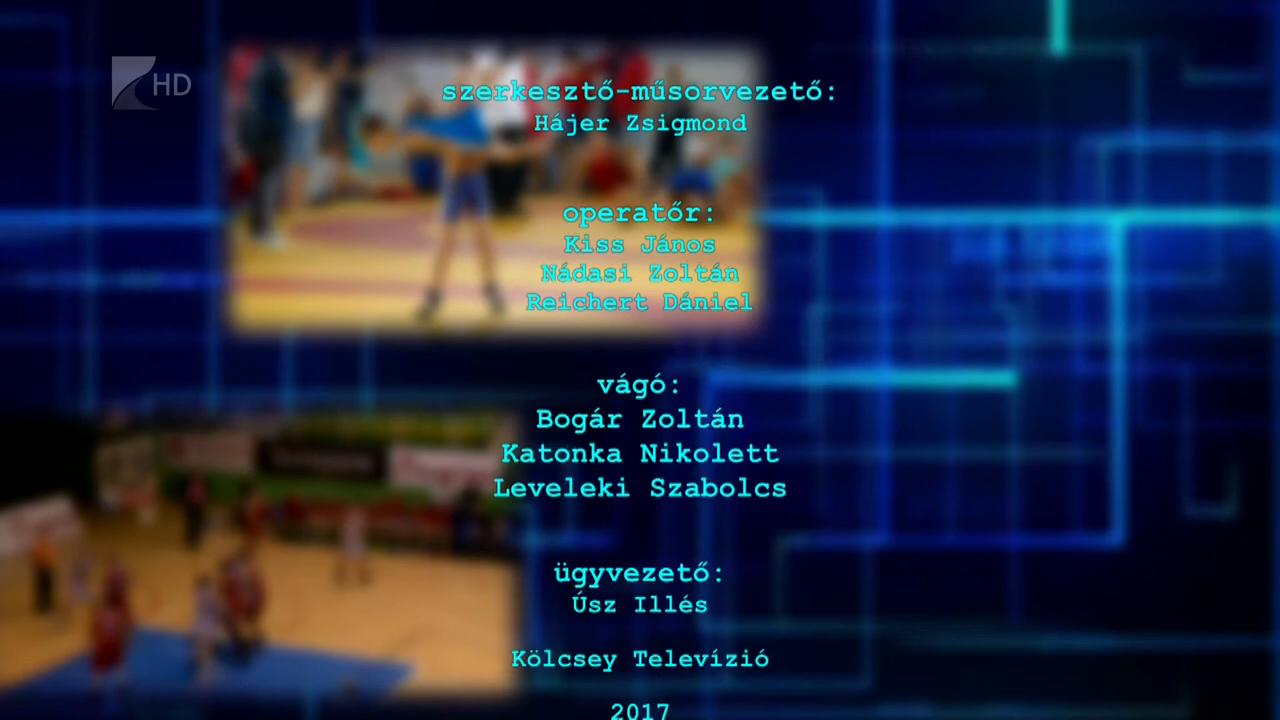 HD
szerkesztő-műsorvezető:
Hájer Zsigmond
operatőr:
Kiss János
Nádasi Zoltán
Reichert Dániel
vágó:
Bogár Zoltán
Katonka Nikolett
Leveleki Szabolcs
ügyvezető:
Úsz Illés
Kölcsey Televízió
2017